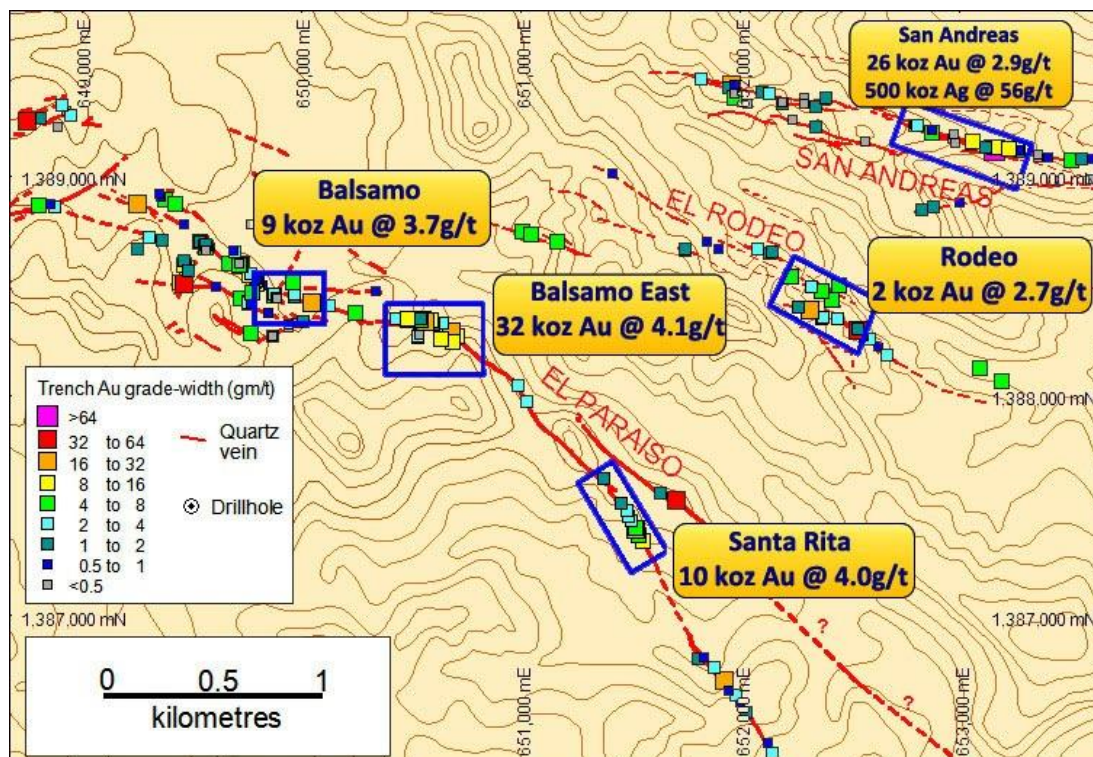 649,000 mE
650,000 mE
651,000 mE
652,000 mE
San Andreas
26 koz Au @ 2.9g/t
500 koz Ag @ 56g/t
1,389,000 mN
1,389,000 mN
SAN ANDREAS
Balsamo
9 koz Au @ 3.7g/t
EL RODEO
Rodeo
2 koz Au @ 2.7g/t
Balsamo East
32 koz Au @ 4.1g/t
EL PARAISO
1,388,000 mN
Trench Au grade-width (gm/t)
>64
32 to 64
16 to 32
8 to 16
4 to 8
2 to 4
1 to 2
0.5 to 1
<0.5
Quartz
vein
Drillhole
Santa Rita
10 koz Au @ 4.0g/t
1,387,000 mN
1,387,000 mN
?
?
0 0.5 1
kilometres
651,000 mE
652,000 mE
653,000 mE